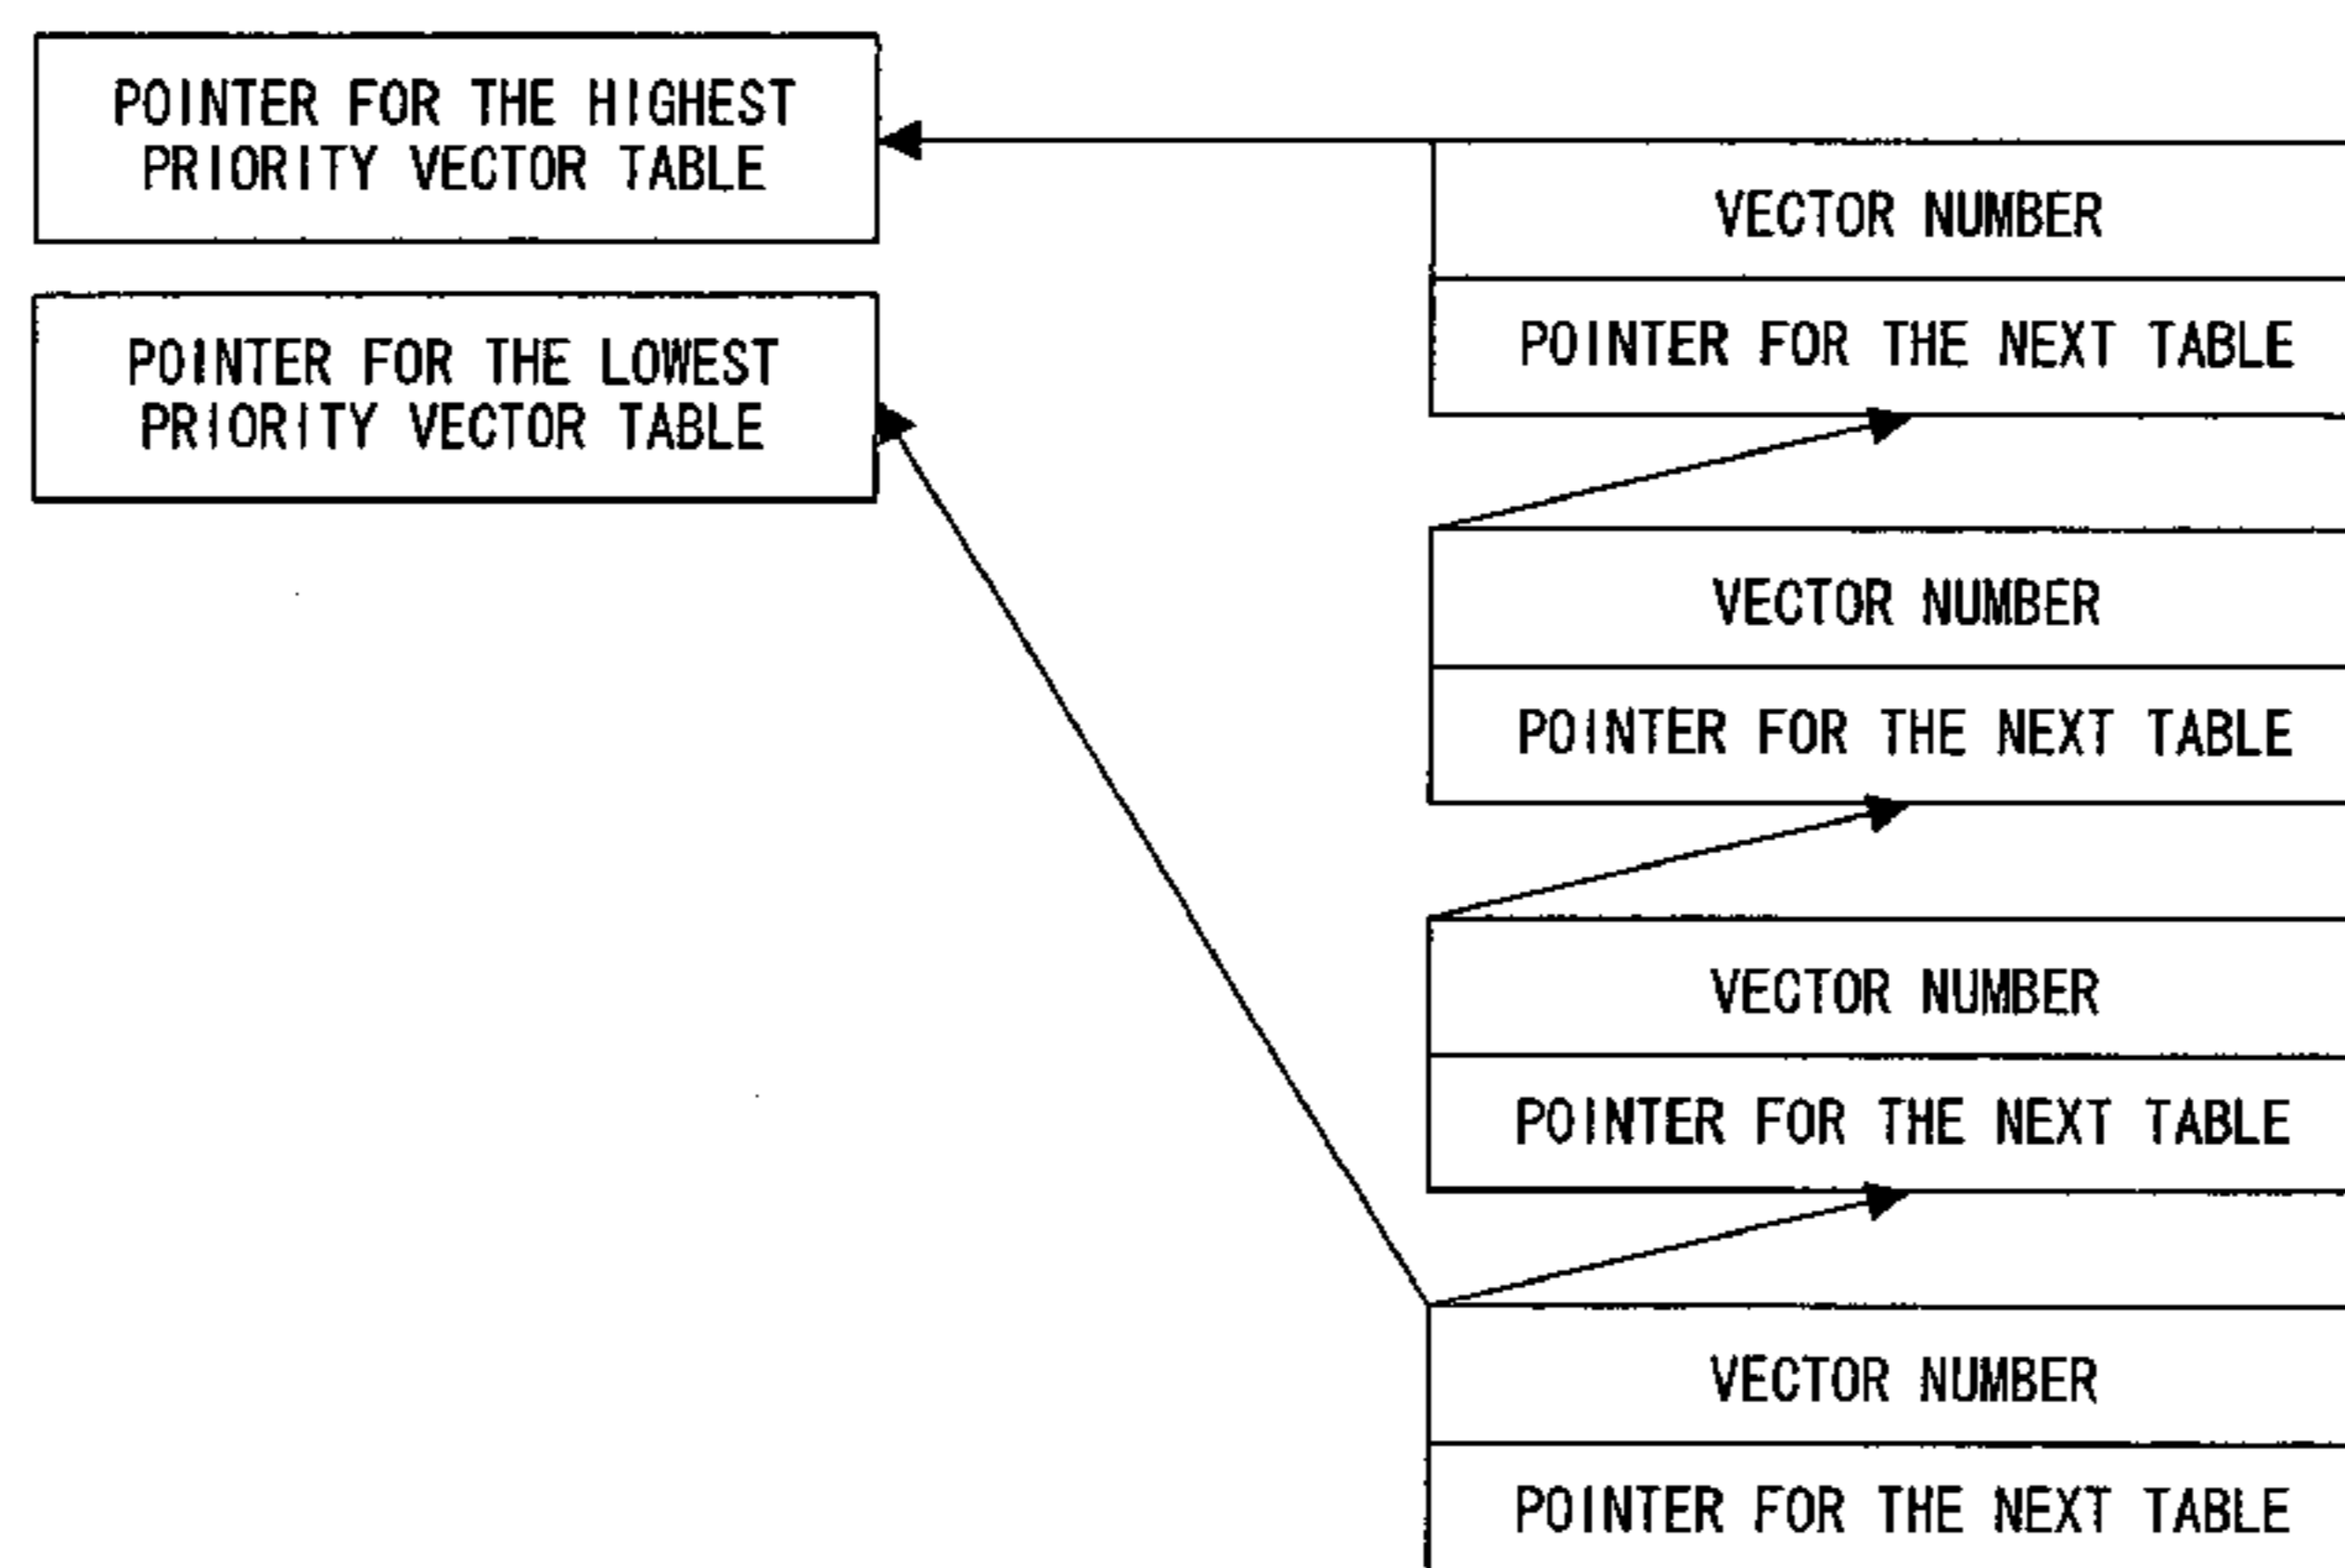 POINTER FOR THE HIGHEST
PRIORITY VECTOR TABLE
POINTER FOR THE LOWEST
PRIORITY VECTOR TABLE
VECTOR NUMBER
POINTER FOR THE NEXT TABLE
VECTOR NUMBER
POINTER FOR THE NEXT TABLE
VECTOR NUMBER
POINTER FOR THE NEXT TABLE
VECTOR NUMBER
POINTER FOR THE NEXT TABLE